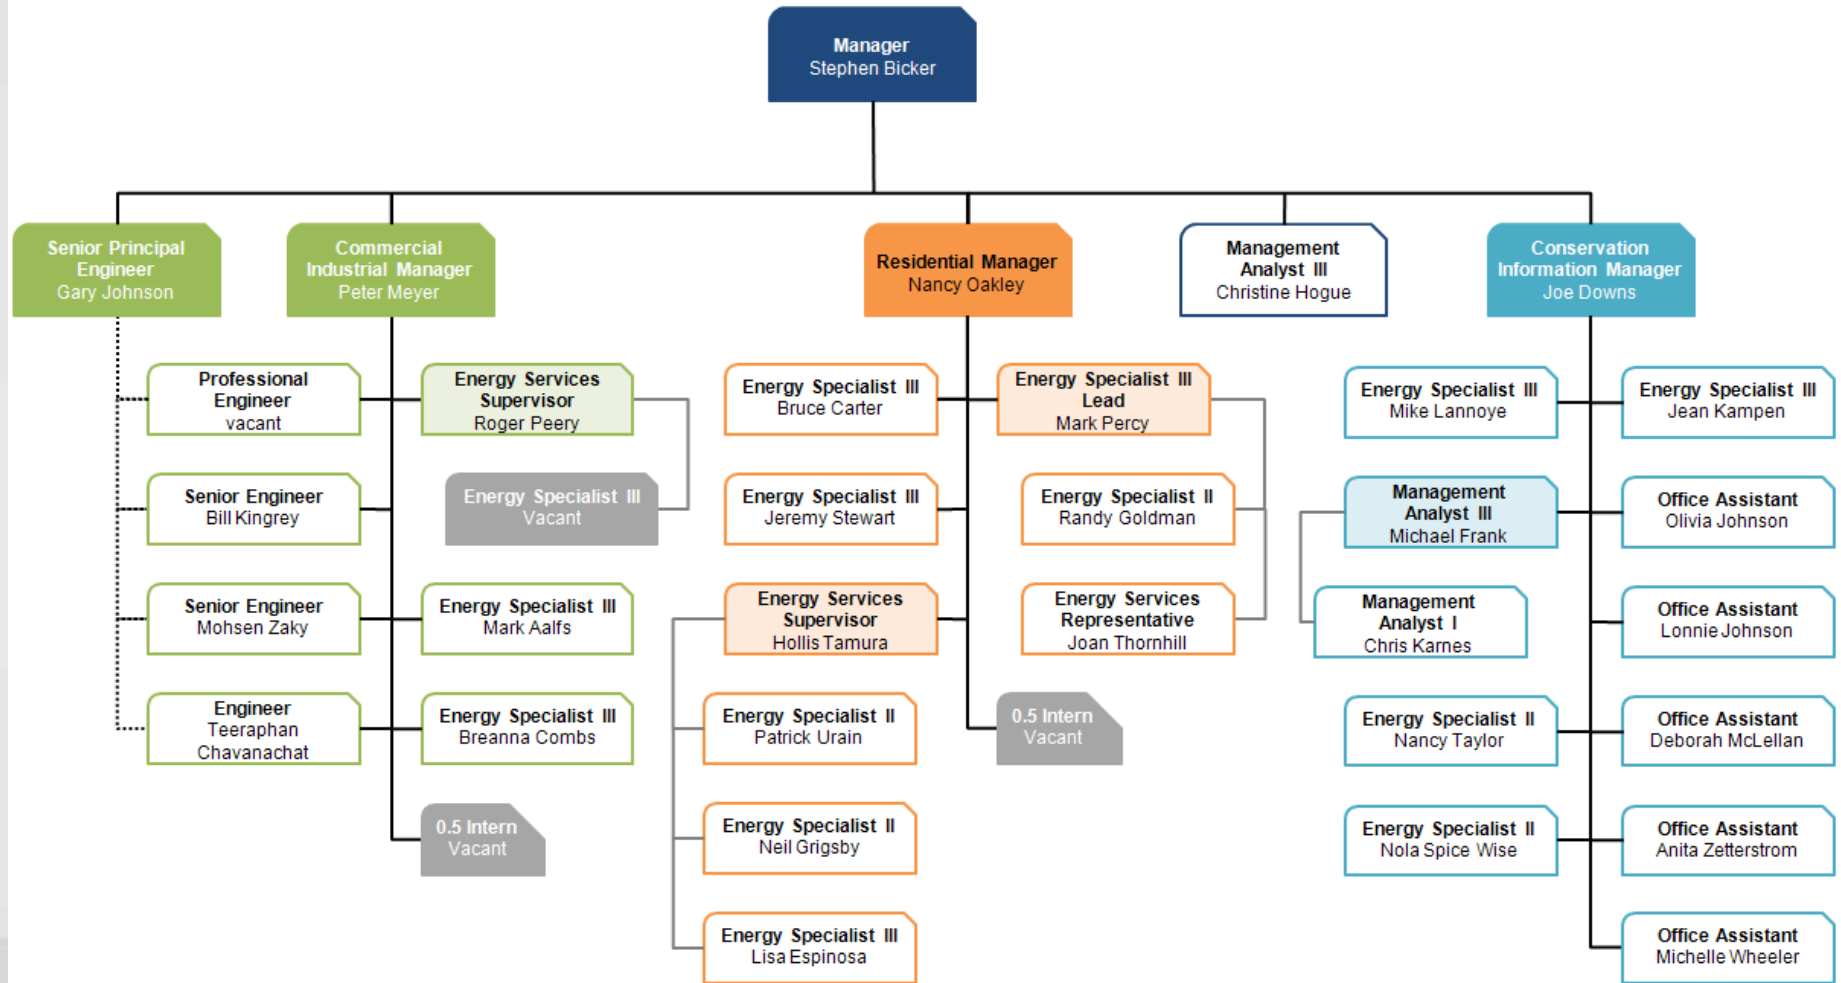 Manager
Stephen Bicker
Senior Principal
Engineer
Gary Johnson
Commercial
Industrial Manager
Peter Meyer
Residential Manager
Nancy Oakley
Management
Analyst III
Christine Hogue
Conservation
Information Manager
Joe Downs
Professional
Engineer
vacant
Energy Services
Supervisor
Roger Peery
Senior Engineer
Bill Kingrey
Energy Specialist III
Vacant
Senior Engineer
Mohsen Zaky
Energy Specialist III
Mark Aalfs
Engineer
Teeraphan
Chavanachat
Energy Specialist III
Breanna Combs
0.5 Intern
Vacant
Energy Specialist III
Bruce Carter
Energy Specialist III
Lead
Mark Percy
Energy Specialist III
Jeremy Stewart
Energy Specialist II
Randy Goldman
Energy Services
Supervisor
Hollis Tamura
Energy Services
Representative
Joan Thornhill
Energy Specialist II
Patrick Urain
0.5 Intern
Vacant
Energy Specialist II
Neil Grigsby
Energy Specialist III
Lisa Espinosa
Energy Specialist III
Mike Lannoye
Energy Specialist III
Jean Kampen
Management
Analyst III
Michael Frank
Office Assistant
Olivia Johnson
Management
Analyst I
Chris Karnes
Office Assistant
Lonnie Johnson
Energy Specialist II
Nancy Taylor
Office Assistant
Deborah McLellan
Energy Specialist II
Nola Spice Wise
Office Assistant
Anita Zetterstrom
Office Assistant
Michelle Wheeler